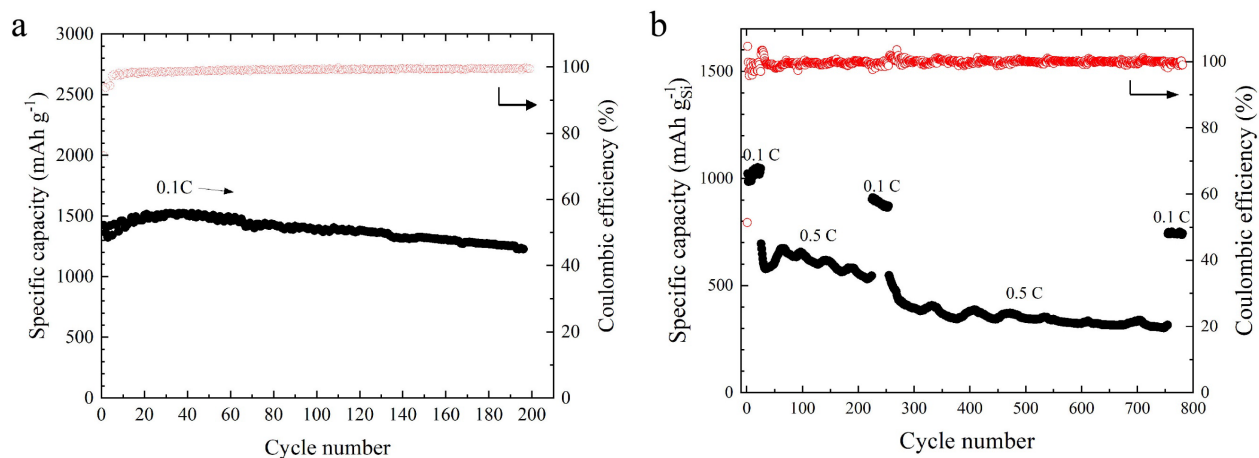 a
3000
2500
2000
1500
1000
500
0
Specific capacity (mAh g⁻¹)
0.1C
100
80
60
40
20
0
Coulombic efficiency (%)
0 20 40 60 80 100 120 140 160 180 200
Cycle number
b
1500
1000
500
0
Specific capacity (mAh g⁻¹Si)
0.1 C
0.5 C
0.1 C
0.5 C
0.1 C
100
80
60
40
20
0
Coulombic efficiency (%)
0 100 200 300 400 500 600 700 800
Cycle number